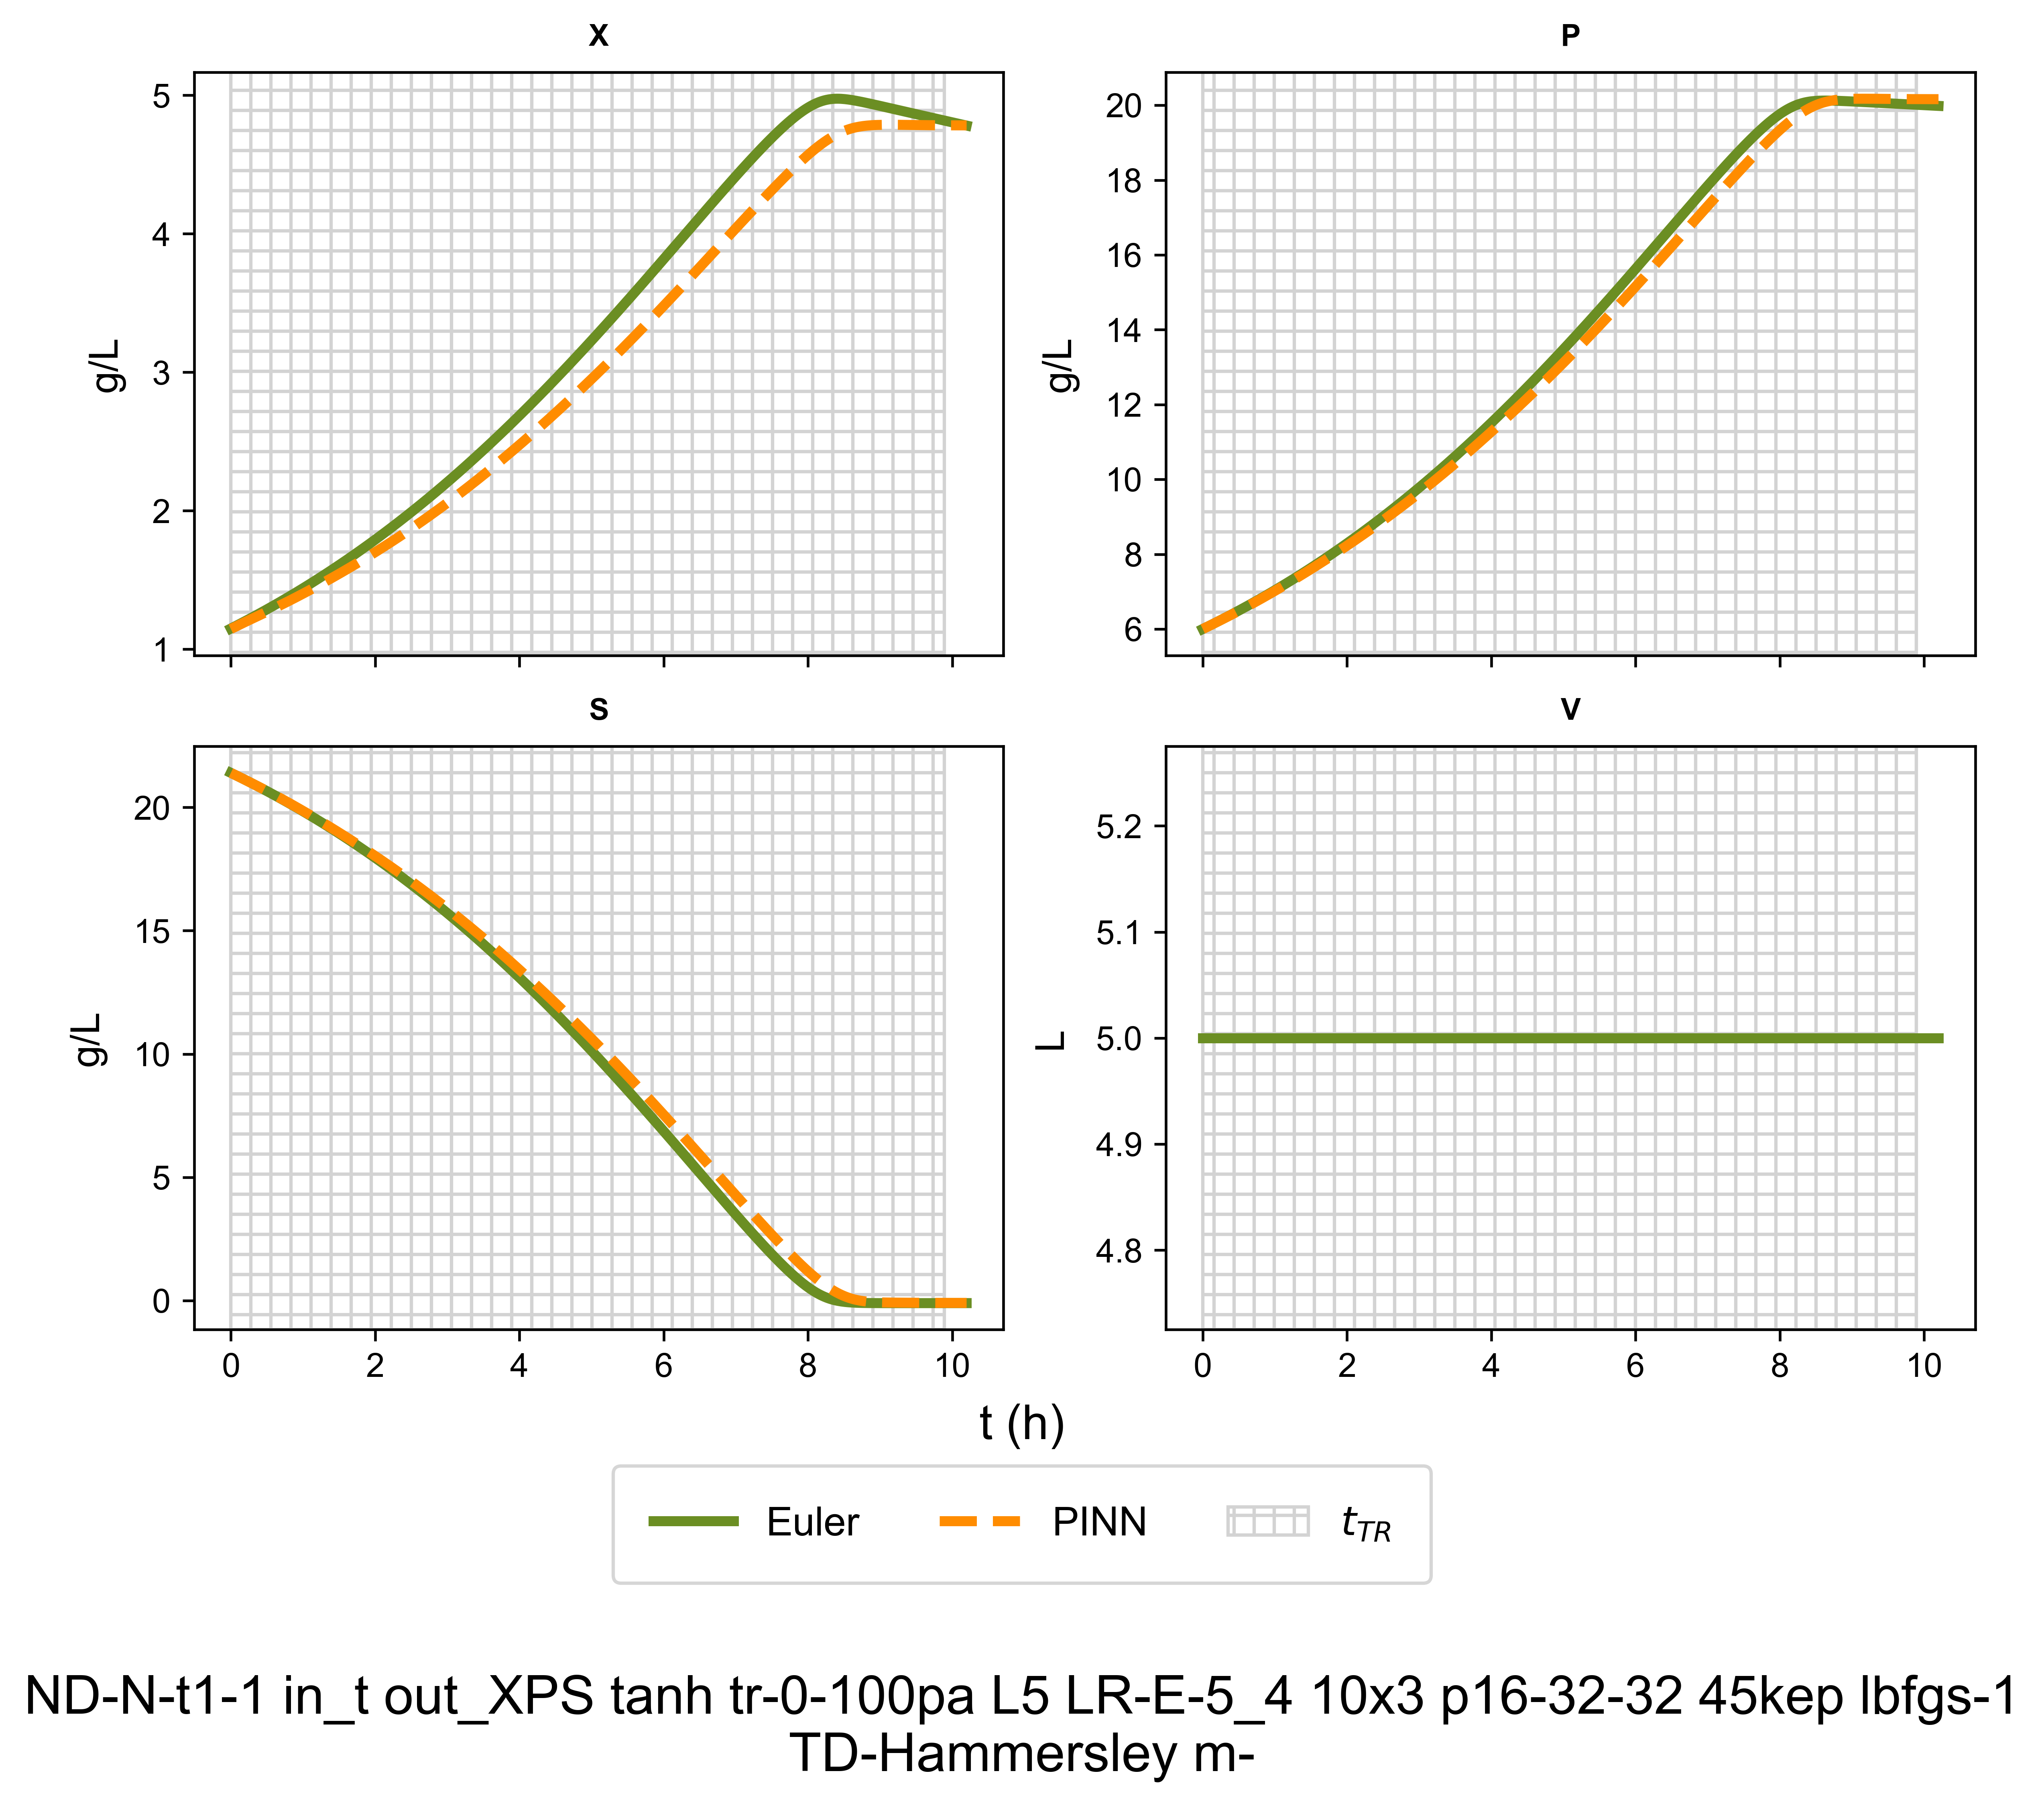 X
P
5
4
3
2
1
g/L
20
18
16
14
12
10
8
6
g/L
S
V
20
15
10
5
0
g/L
5.2
5.1
5.0
4.9
4.8
L
0 2 4 6 8 10
0 2 4 6 8 10
t (h)
Euler PINN t_TR
ND-N-t1-1 in_t out_XPS tanh tr-0-100pa L5 LR-E-5_4 10x3 p16-32-32 45kep lbfgs-1
TD-Hammersley m-